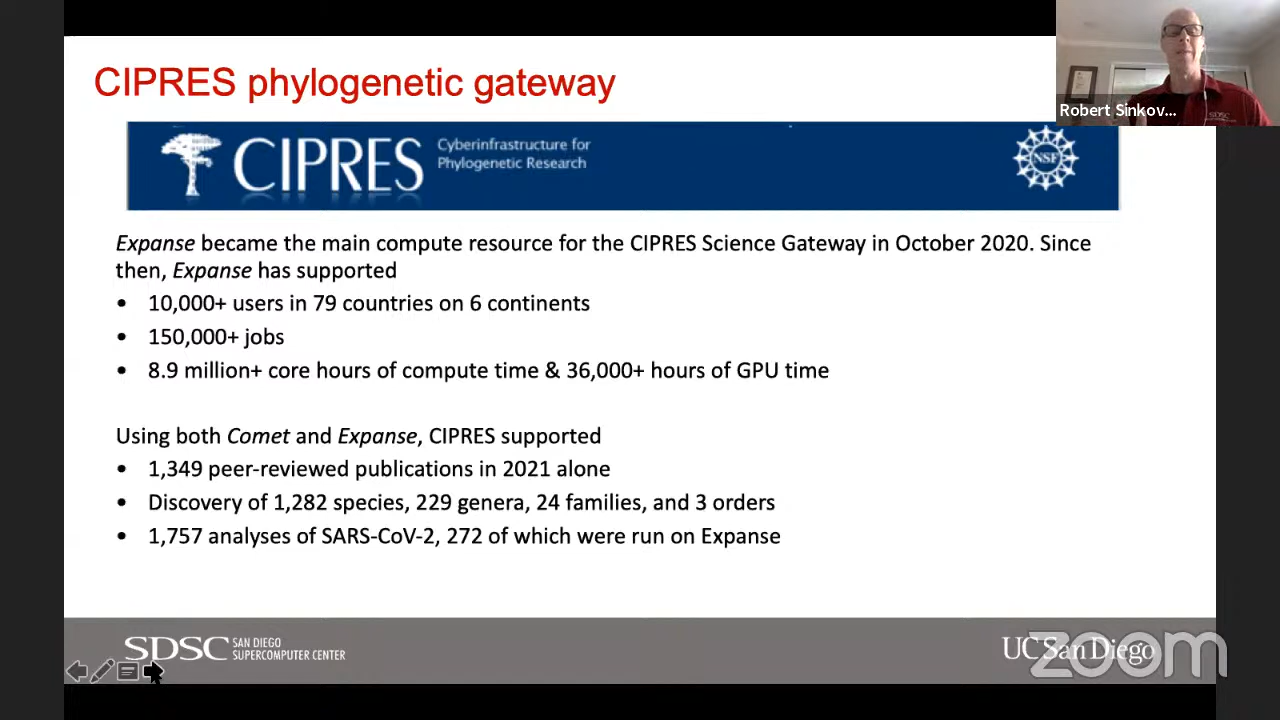 CIPRES phylogenetic gateway
Robert Sinkov...
SDSC
CIPRES
Cyberinfrastructure for
Phylogenetic Research
NSF
Expanse became the main compute resource for the CIPRES Science Gateway in October 2020. Since
then, Expanse has supported
• 10,000+ users in 79 countries on 6 continents
• 150,000+ jobs
• 8.9 million+ core hours of compute time & 36,000+ hours of GPU time
Using both Comet and Expanse, CIPRES supported
• 1,349 peer-reviewed publications in 2021 alone
• Discovery of 1,282 species, 229 genera, 24 families, and 3 orders
• 1,757 analyses of SARS-CoV-2, 272 of which were run on Expanse
SDSC
SAN DIEGO
SUPERCOMPUTER CENTER
UC San Diego
zoom